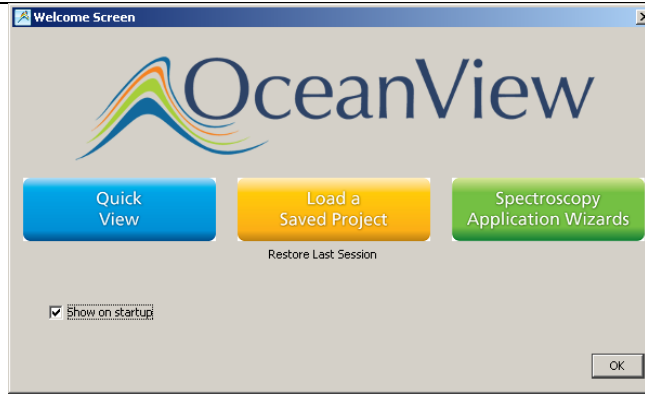 Welcome Screen
OceanView
Quick
View
Load a
Saved Project
Spectroscopy
Application Wizards
Restore Last Session
Show on startup
OK